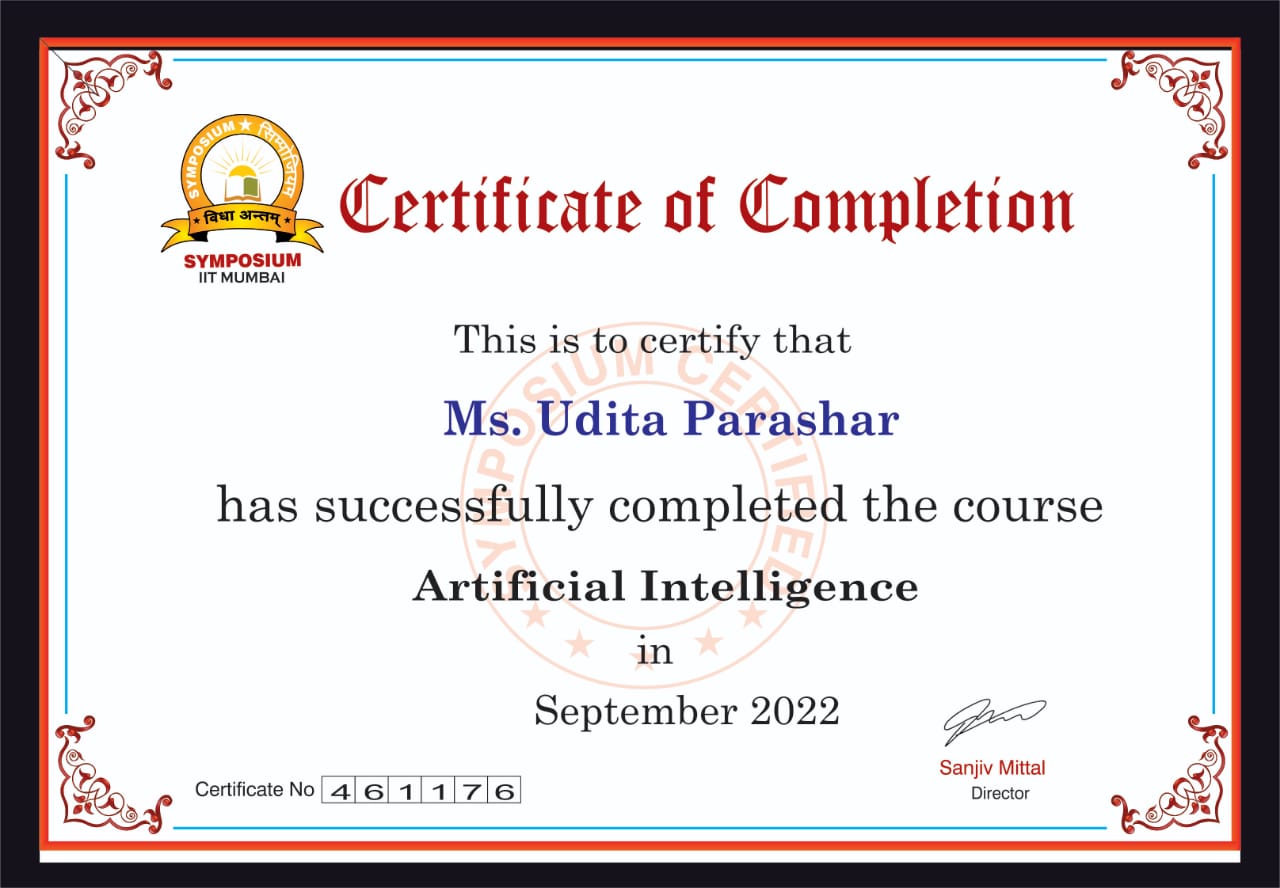 SYMPOSIUM ★ सिम्पोजियम
★ विधा अन्तम् ★
SYMPOSIUM
IIT MUMBAI
Certificate of Completion
This is to certify that
SYMPOSIUM CERTIFIED
Ms. Udita Parashar
has successfully completed the course
Artificial Intelligence
in
September 2022
Sanjiv Mittal
Director
Certificate No 461176